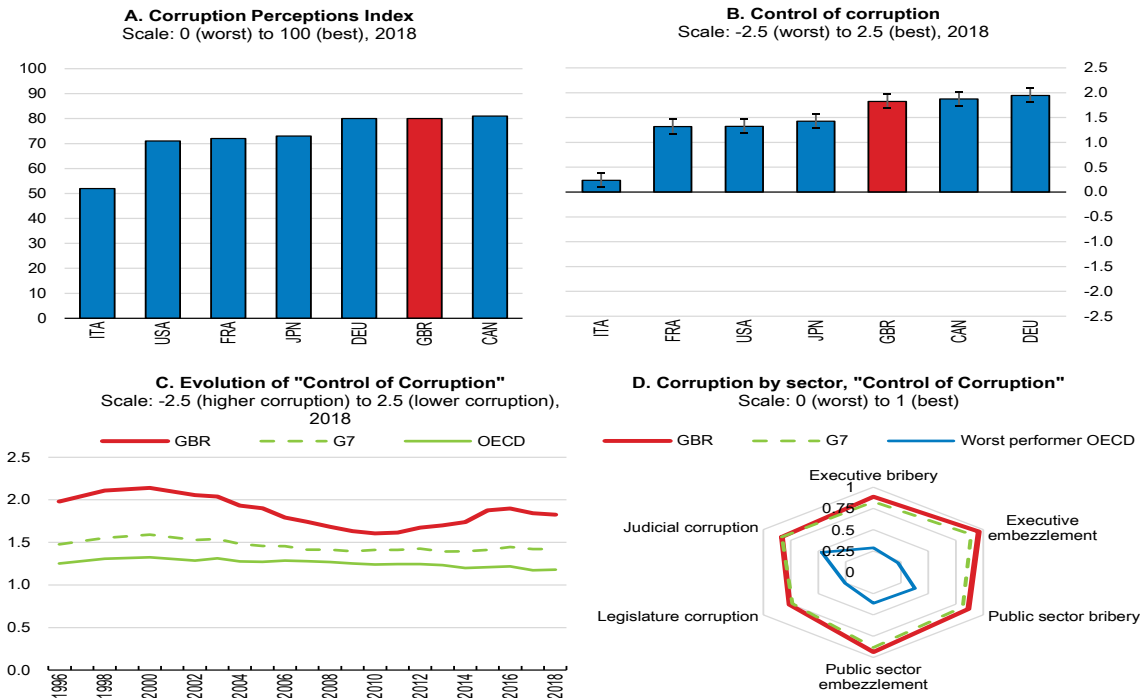 A. Corruption Perceptions Index
Scale: 0 (worst) to 100 (best), 2018
100
90
80
70
60
50
40
30
20
10
0
ITA
USA
FRA
JPN
DEU
GBR
CAN
B. Control of corruption
Scale: -2.5 (worst) to 2.5 (best), 2018
2.5
2.0
1.5
1.0
0.5
0.0
-0.5
-1.0
-1.5
-2.0
-2.5
ITA
FRA
USA
JPN
GBR
CAN
DEU
C. Evolution of "Control of Corruption"
Scale: -2.5 (higher corruption) to 2.5 (lower corruption),
2018
GBR
G7
OECD
2.5
2.0
1.5
1.0
0.5
0.0
1996
1998
2000
2002
2004
2006
2008
2010
2012
2014
2016
2018
D. Corruption by sector, "Control of Corruption"
Scale: 0 (worst) to 1 (best)
GBR
G7
Worst performer OECD
Executive bribery
1
0.75
0.5
0.25
0
Executive
embezzlement
Public sector bribery
Public sector
embezzlement
Legislature corruption
Judicial corruption